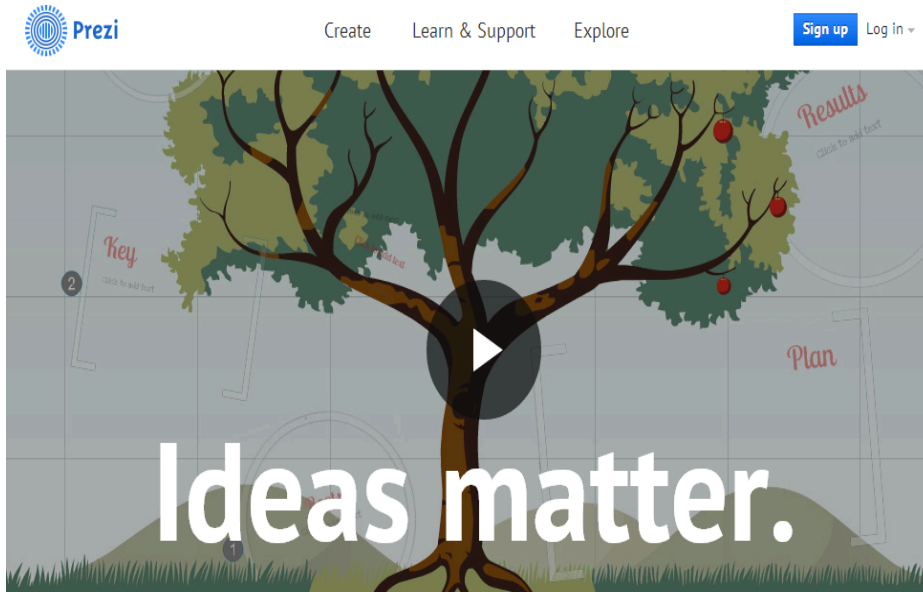 Prezi
Create
Learn & Support
Explore
Sign up
Log in
Results
Click to add text
Key
2
Click to add text
Plan
Ideas matter.
1